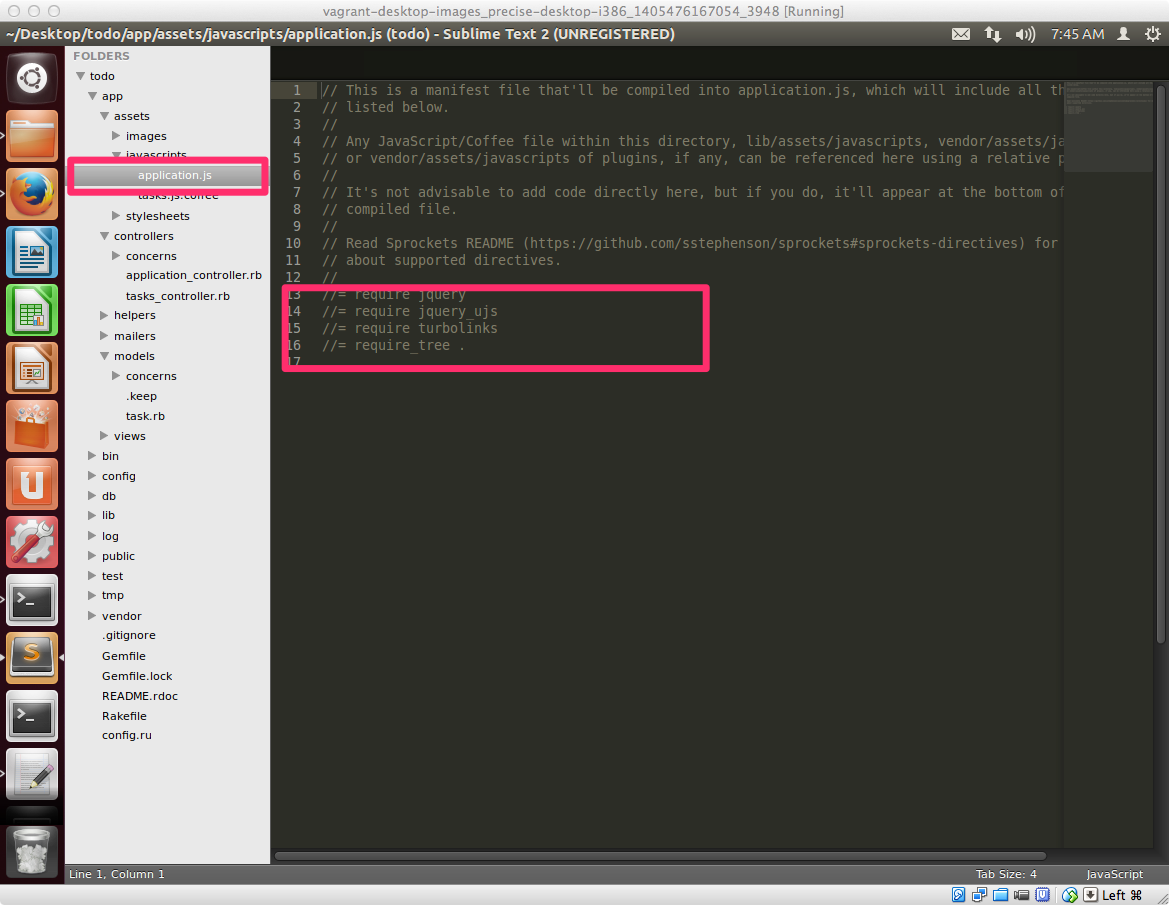 vagrant-desktop-images_precise-desktop-i386_1405476167054_3948 [Running]
~/Desktop/todo/app/assets/javascripts/application.js (todo) - Sublime Text 2 (UNREGISTERED)
7:45 AM
FOLDERS
todo
app
assets
images
javascripts
application.js
tasks.js.coffee
stylesheets
controllers
concerns
application_controller.rb
tasks_controller.rb
helpers
mailers
models
concerns
.keep
task.rb
views
bin
config
db
lib
log
public
test
tmp
vendor
.gitignore
Gemfile
Gemfile.lock
README.rdoc
Rakefile
config.ru
1 // This is a manifest file that'll be compiled into application.js, which will include all th
2 // listed below.
3 //
4 // Any JavaScript/Coffee file within this directory, lib/assets/javascripts, vendor/assets/ja
5 // or vendor/assets/javascripts of plugins, if any, can be referenced here using a relative p
6 //
7 // It's not advisable to add code directly here, but if you do, it'll appear at the bottom of
8 // compiled file.
9 //
10 // Read Sprockets README (https://github.com/sstephenson/sprockets#sprockets-directives) for
11 // about supported directives.
12 //
13 //= require jquery
14 //= require jquery_ujs
15 //= require turbolinks
16 //= require_tree .
17
Line 1, Column 1
Tab Size: 4
JavaScript
Left ⌘